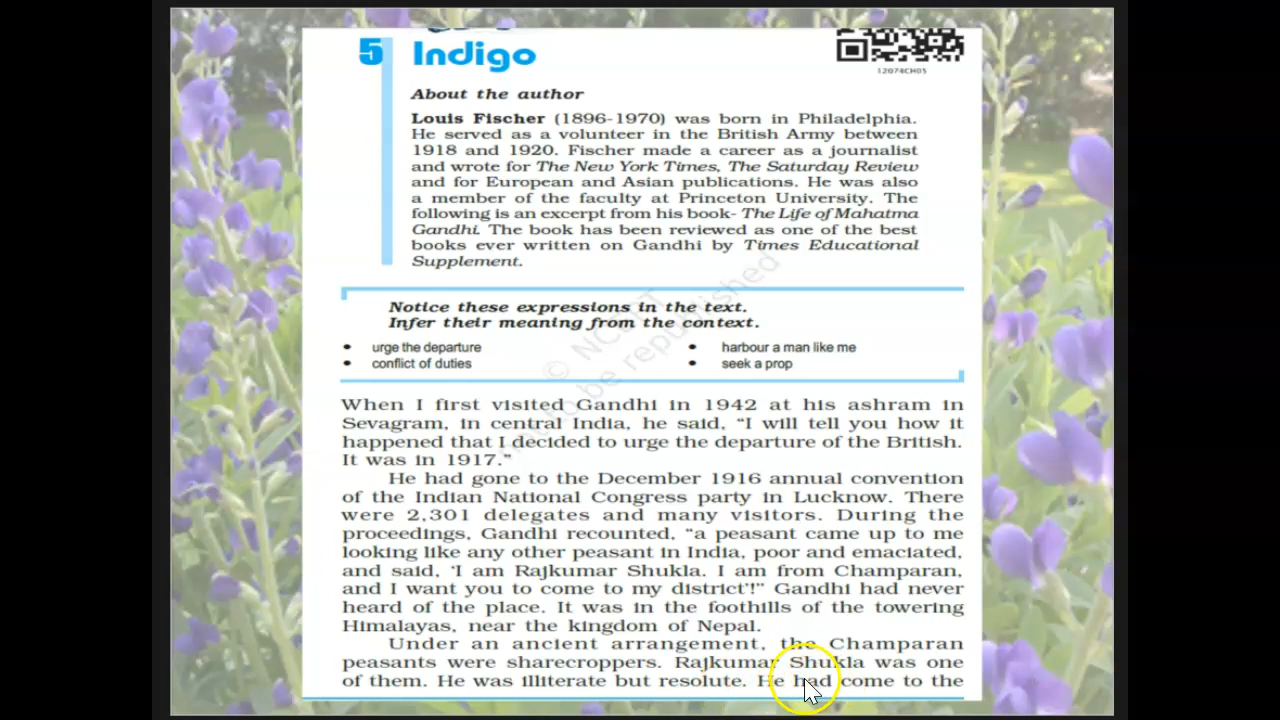 5 Indigo
12074CH05
About the author
Louis Fischer (1896-1970) was born in Philadelphia.
He served as a volunteer in the British Army between
1918 and 1920. Fischer made a career as a journalist
and wrote for The New York Times, The Saturday Review
and for European and Asian publications. He was also
a member of the faculty at Princeton University. The
following is an excerpt from his book- The Life of Mahatma
Gandhi. The book has been reviewed as one of the best
books ever written on Gandhi by Times Educational
Supplement.
Notice these expressions in the text.
Infer their meaning from the context.
• urge the departure
• conflict of duties
• harbour a man like me
• seek a prop
© NCERT
not to be republished
When I first visited Gandhi in 1942 at his ashram in
Sevagram, in central India, he said, “I will tell you how it
happened that I decided to urge the departure of the British.
It was in 1917.”
He had gone to the December 1916 annual convention
of the Indian National Congress party in Lucknow. There
were 2,301 delegates and many visitors. During the
proceedings, Gandhi recounted, “a peasant came up to me
looking like any other peasant in India, poor and emaciated,
and said, ‘I am Rajkumar Shukla. I am from Champaran,
and I want you to come to my district’!” Gandhi had never
heard of the place. It was in the foothills of the towering
Himalayas, near the kingdom of Nepal.
Under an ancient arrangement, the Champaran
peasants were sharecroppers. Rajkumar Shukla was one
of them. He was illiterate but resolute. He had come to the